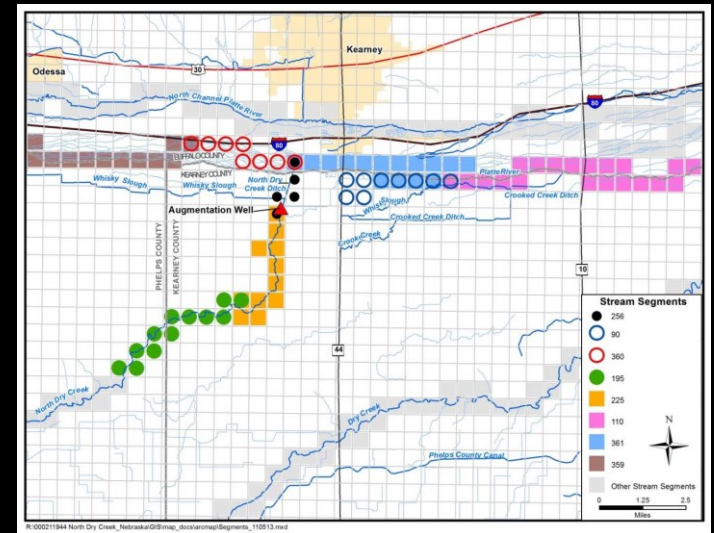 Kearney
Odessa
30
North Channel Platte River
80
80
BUFFALO COUNTY
KEARNEY COUNTY
Platte River
Whisky Slough
Whisky Slough
North Dry
Creek Ditch
Crooked Creek Ditch
Whisky Slough
Augmentation Well
Crooked Creek Ditch
Crooked Creek
PHELPS COUNTY
KEARNEY COUNTY
10
44
North Dry Creek
Dry Creek
Phelps County Canal
Stream Segments
256
90
360
195
225
110
361
359
Other Stream Segments
N
0 1.25 2.5
Miles
R:\000211944 North Dry Creek_Nebraska\GIS\map_docs\arcmap\Segments_110513.mxd